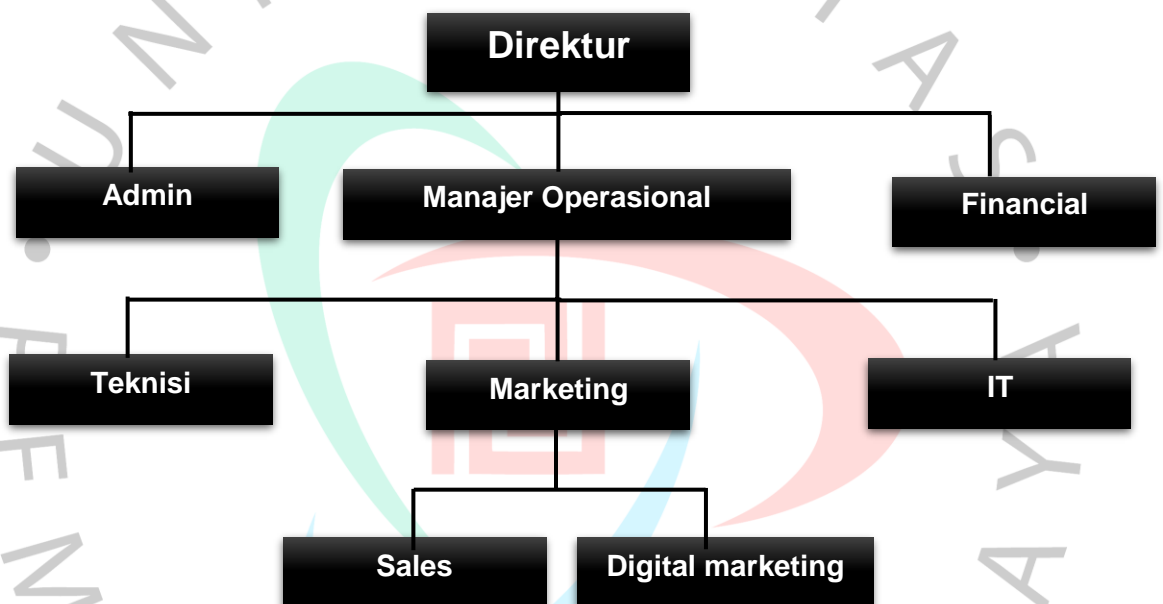 Direktur
Admin
Manajer Operasional
Financial
Teknisi
Marketing
IT
Sales
Digital marketing